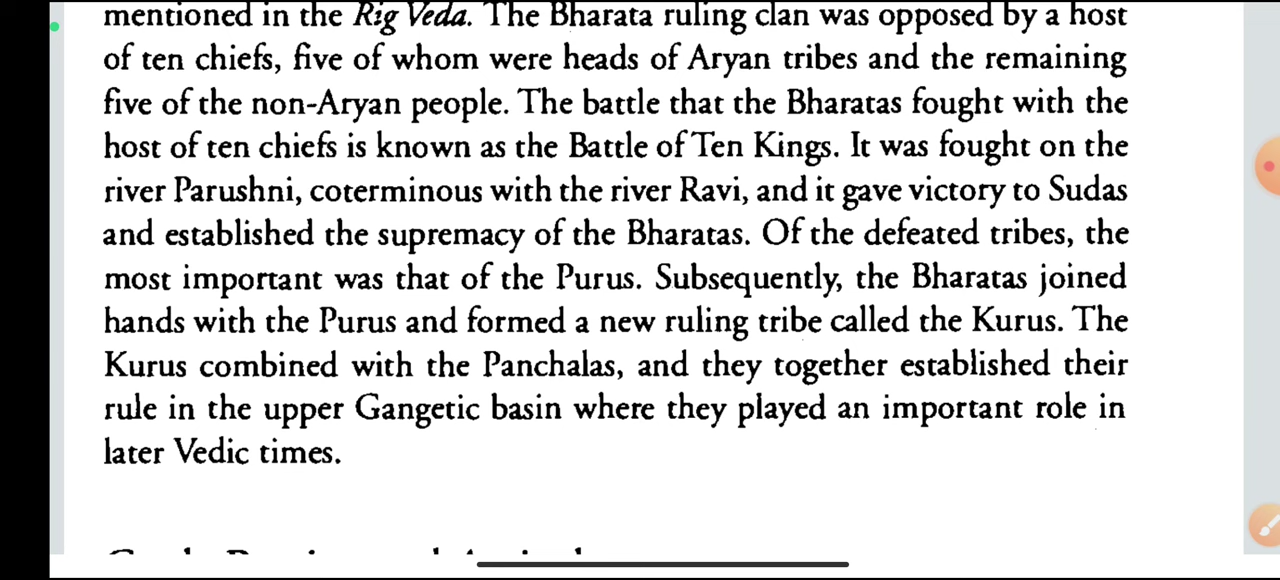 mentioned in the Rig Veda. The Bharata ruling clan was opposed by a host
of ten chiefs, five of whom were heads of Aryan tribes and the remaining
five of the non-Aryan people. The battle that the Bharatas fought with the
host of ten chiefs is known as the Battle of Ten Kings. It was fought on the
river Parushni, coterminous with the river Ravi, and it gave victory to Sudas
and established the supremacy of the Bharatas. Of the defeated tribes, the
most important was that of the Purus. Subsequently, the Bharatas joined
hands with the Purus and formed a new ruling tribe called the Kurus. The
Kurus combined with the Panchalas, and they together established their
rule in the upper Gangetic basin where they played an important role in
later Vedic times.